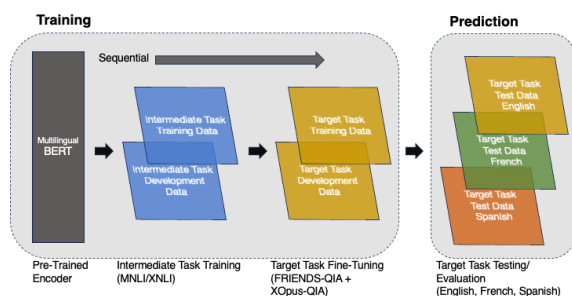 Training
Prediction
Sequential
Multilingual
BERT
Intermediate Task
Training Data
Intermediate Task
Development
Data
Target Task
Training Data
Target Task
Development
Data
Target Task
Test Data
English
Target Task
Test Data
French
Target Task
Test Data
Spanish
Pre-Trained
Encoder
Intermediate Task Training
(MNLI/XNLI)
Target Task Fine-Tuning
(FRIENDS-QIA +
XOpus-QIA)
Target Task Testing/
Evaluation
(English, French, Spanish)